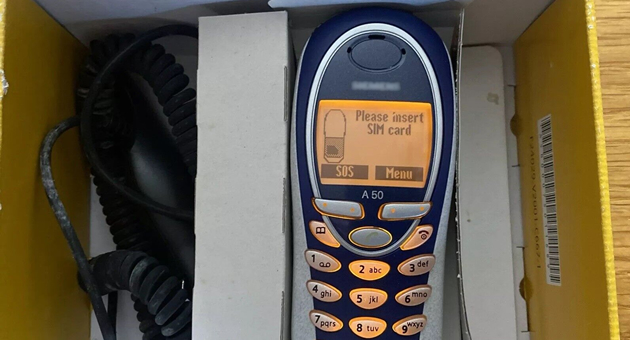 Please insert
SIM card
SOS Menu
A 50
1
2 abc 3 def
4 ghi 5 jkl 6 mno
7 pqrs 8 tuv 9 wxyz